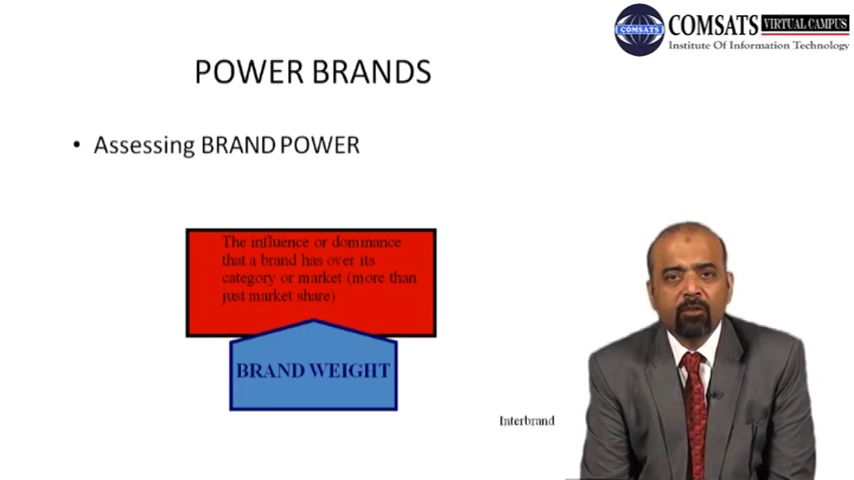 COMSATS VIRTUAL CAMPUS
Institute Of Information Technology
COMSATS
POWER BRANDS
• Assessing BRAND POWER
The influence or dominance
that a brand has over its
category or market (more than
just market share)
BRAND WEIGHT
Interbrand